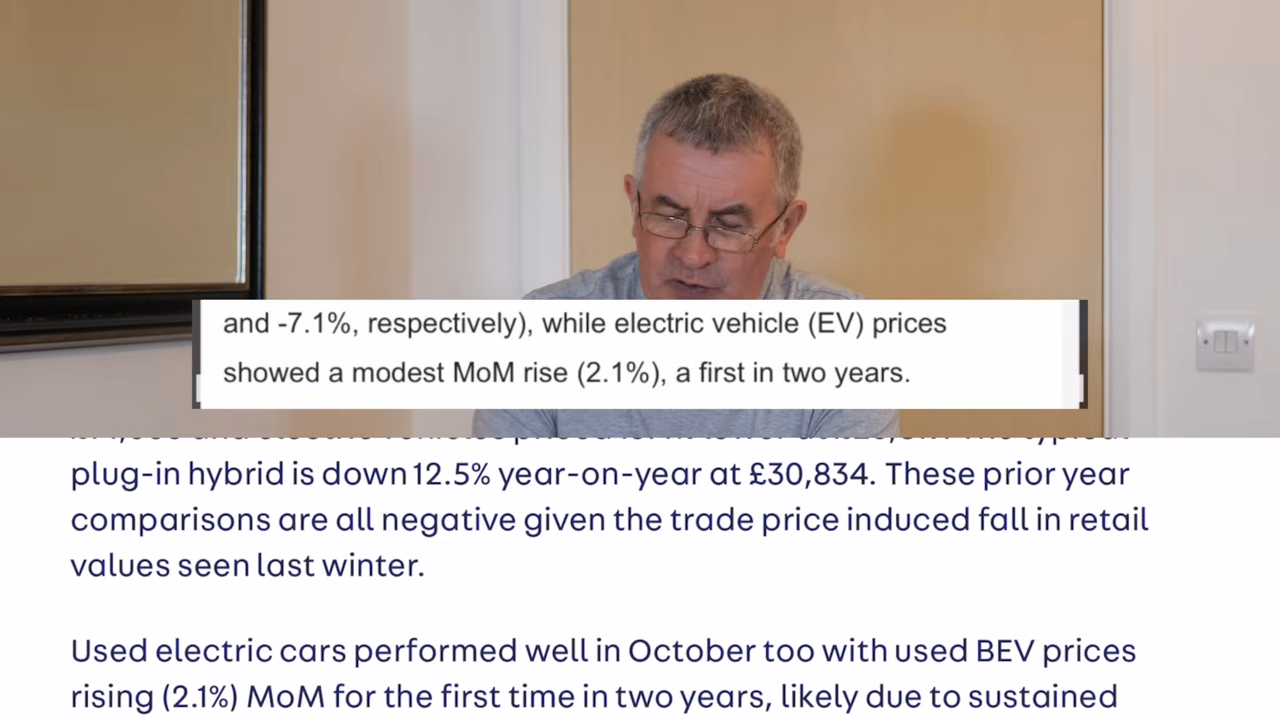 and -7.1%, respectively), while electric vehicle (EV) prices
showed a modest MoM rise (2.1%), a first in two years.
plug-in hybrid is down 12.5% year-on-year at £30,834. These prior year
comparisons are all negative given the trade price induced fall in retail
values seen last winter.
Used electric cars performed well in October too with used BEV prices
rising (2.1%) MoM for the first time in two years, likely due to sustained